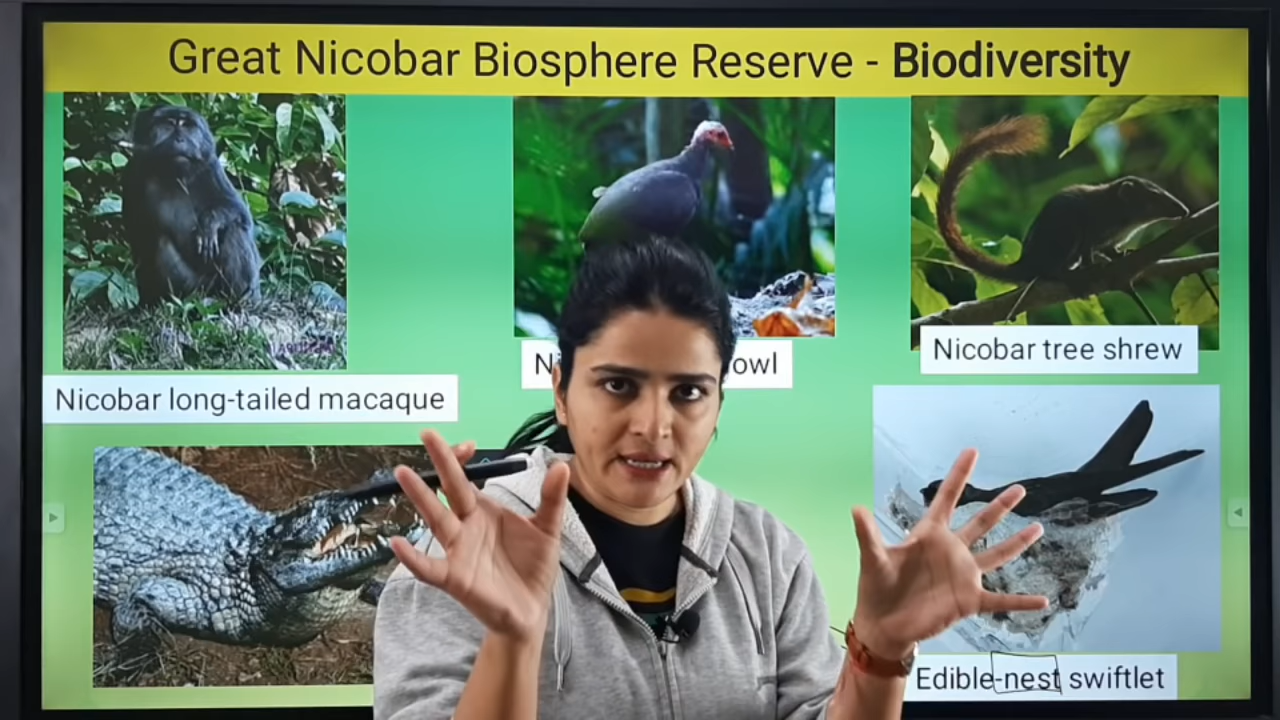 Great Nicobar Biosphere Reserve - Biodiversity
Nicobar tree shrew
Nicobar long-tailed macaque
Edible-nest swiftlet